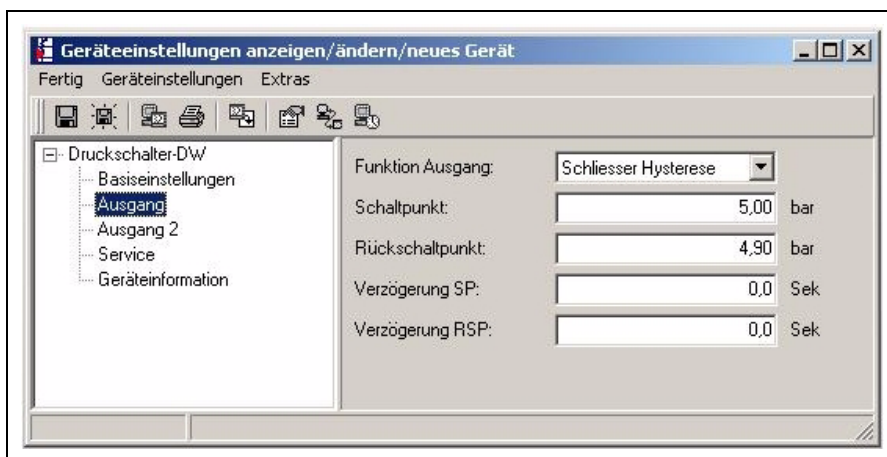 Geräteeinstellungen anzeigen/ändern/neues Gerät
Fertig Geräteinstellungen Extras
Druckschalter-DW
Basiseinstellungen
Ausgang
Ausgang 2
Service
Geräteinformation
Funktion Ausgang: Schliesser Hysterese
Schaltpunkt: 5,00 bar
Rückschaltpunkt: 4,90 bar
Verzögerung SP: 0,0 Sek
Verzögerung RSP: 0,0 Sek